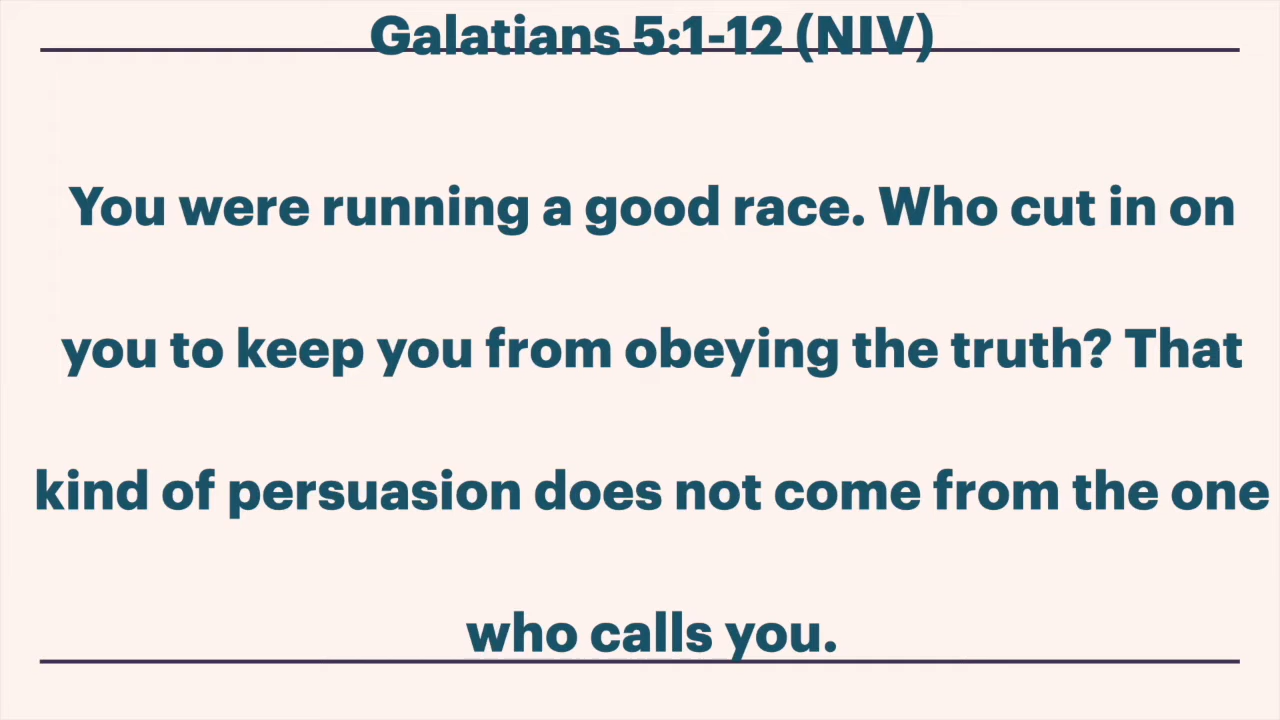 Galatians 5:1-12 (NIV)
You were running a good race. Who cut in on
you to keep you from obeying the truth? That
kind of persuasion does not come from the one
who calls you.